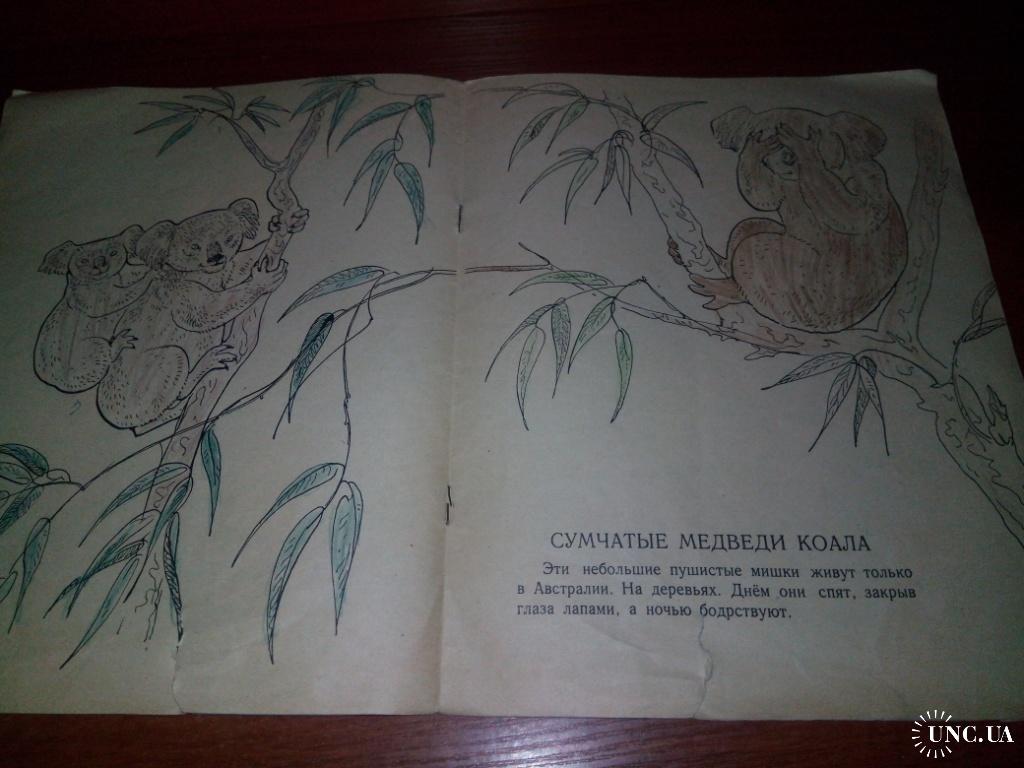 СУМЧАТЫЕ МЕДВЕДИ КОАЛА
Эти небольшие пушистые мишки живут только
в Австралии. На деревьях. Днём они спят, закрыв
глаза лапами, а ночью бодрствуют.
UNC.UA